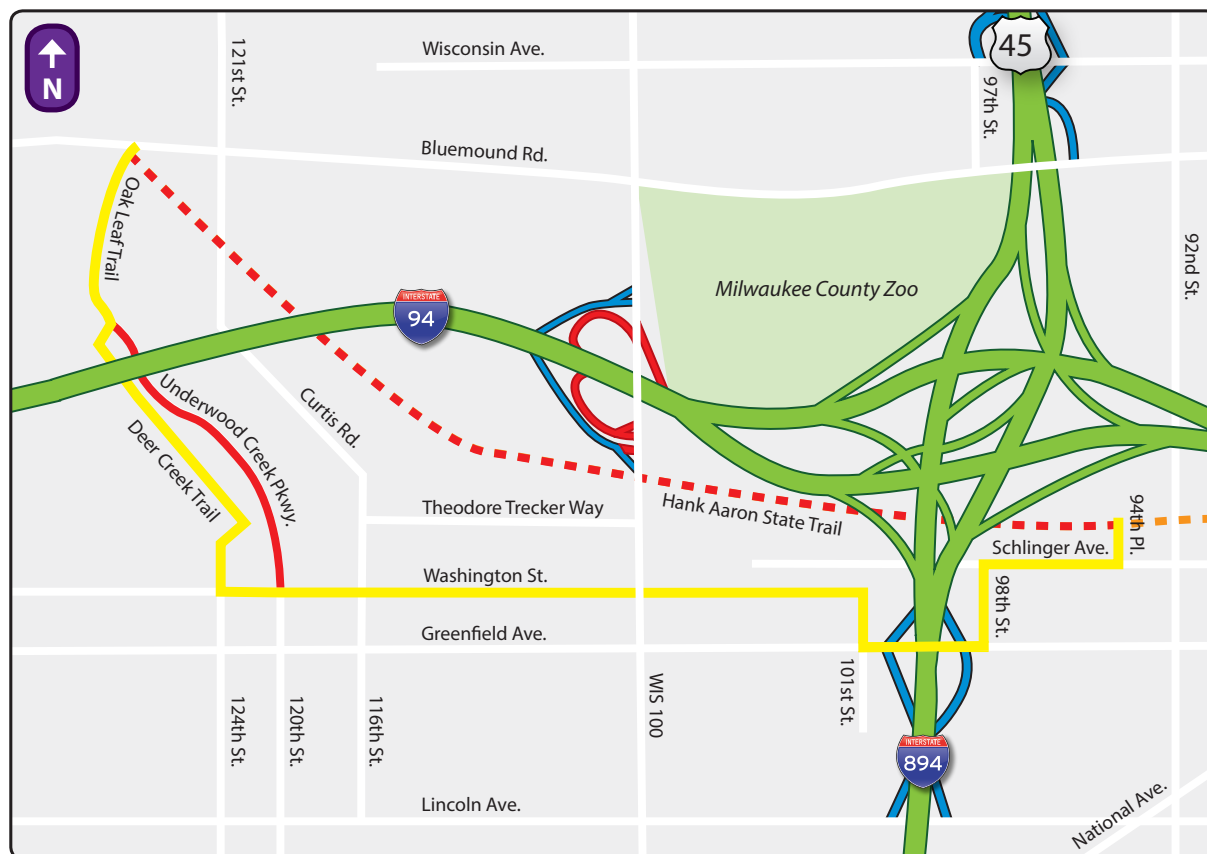 N
121st St.
Wisconsin Ave.
45
97th St.
Bluemound Rd.
Oak Leaf Trail
92nd St.
Milwaukee County Zoo
INTERSTATE
94
Underwood Creek Pkwy.
Curtis Rd.
Deer Creek Trail
Theodore Trecker Way
Hank Aaron State Trail
94th Pl.
Schlinger Ave.
Washington St.
98th St.
Greenfield Ave.
124th St.
120th St.
116th St.
WIS 100
101st St.
INTERSTATE
894
Lincoln Ave.
National Ave.